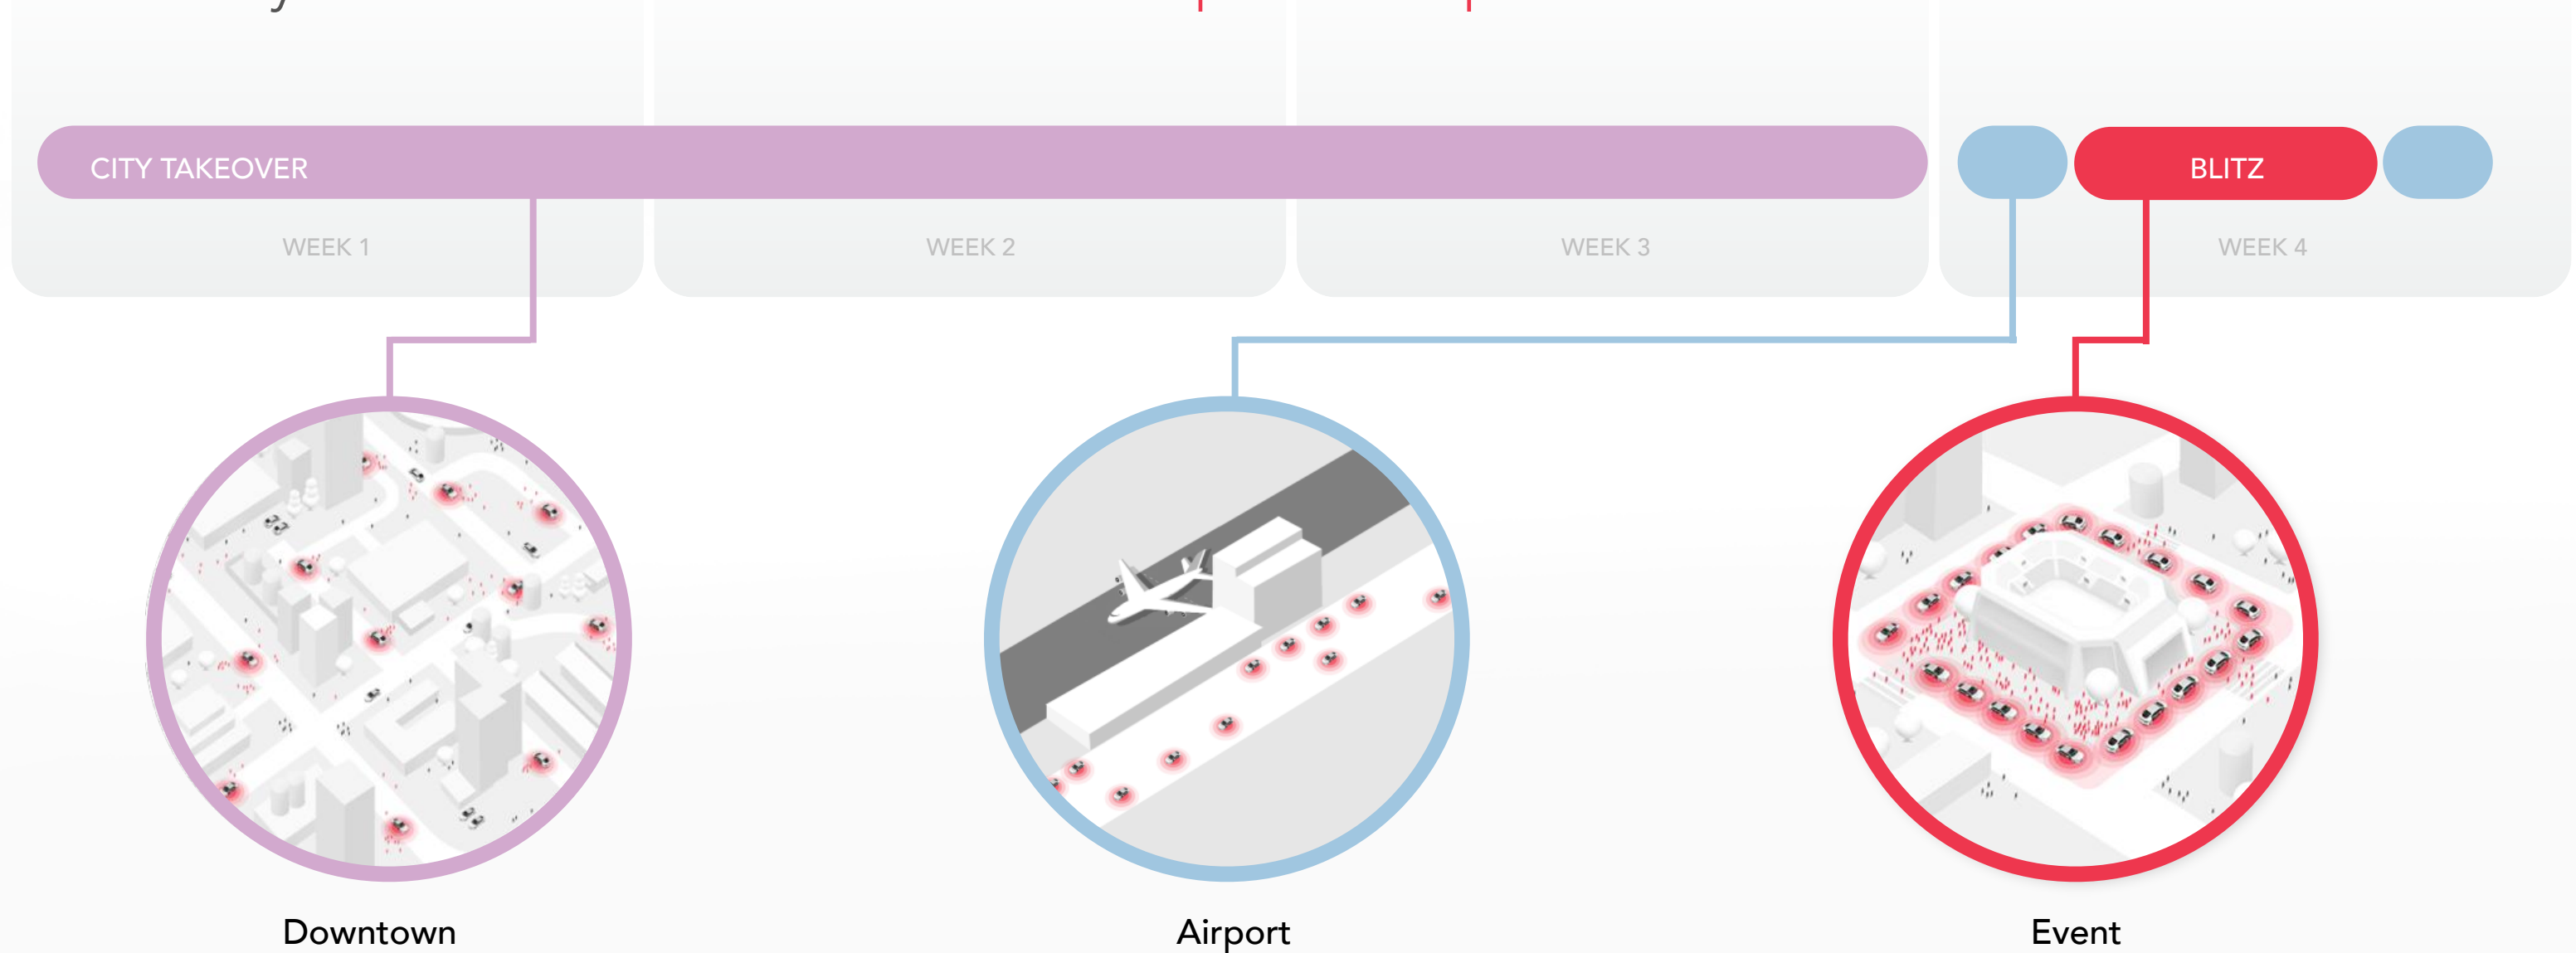 CITY TAKEOVER
BLITZ
WEEK 1
WEEK 2
WEEK 3
WEEK 4
Downtown
Airport
Event